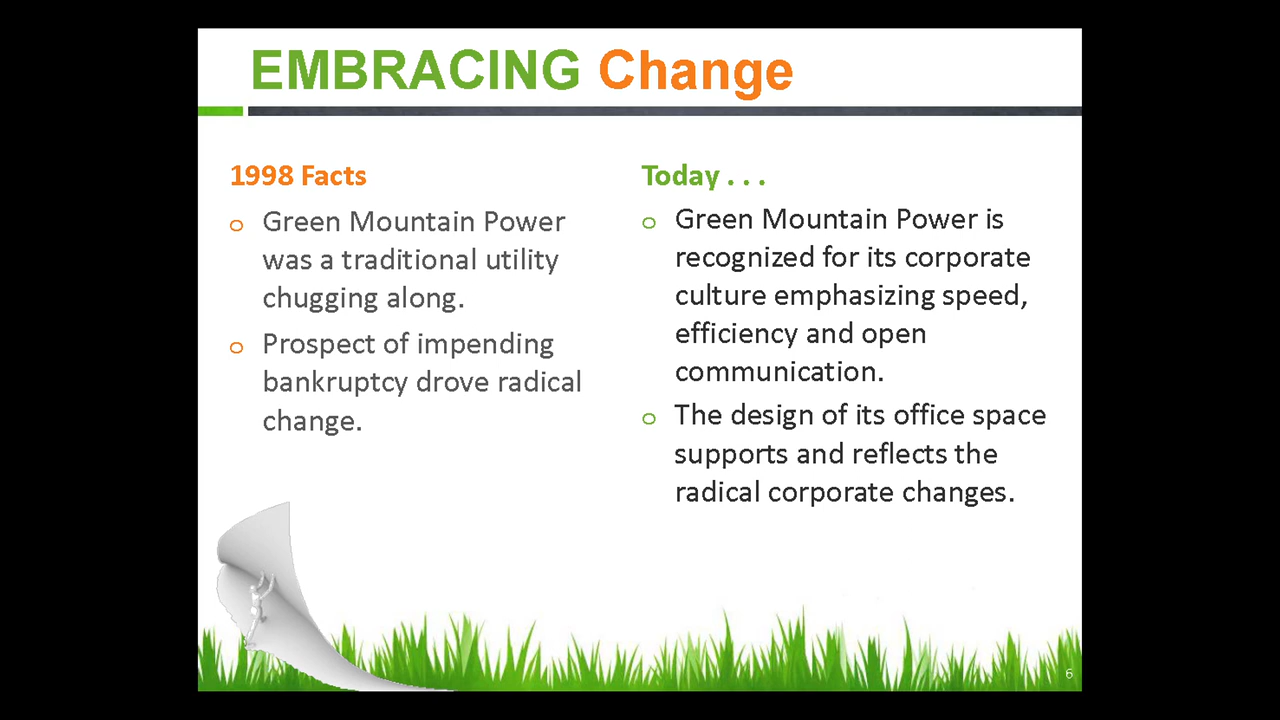 EMBRACING Change
1998 Facts
o Green Mountain Power
was a traditional utility
chugging along.
o Prospect of impending
bankruptcy drove radical
change.
Today . . .
o Green Mountain Power is
recognized for its corporate
culture emphasizing speed,
efficiency and open
communication.
o The design of its office space
supports and reflects the
radical corporate changes.
6